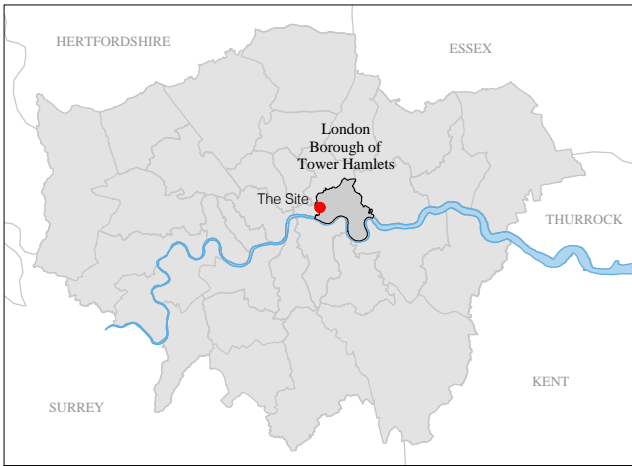 HERTFORDSHIRE
ESSEX
London
Borough of
Tower Hamlets
The Site
THURROCK
KENT
SURREY